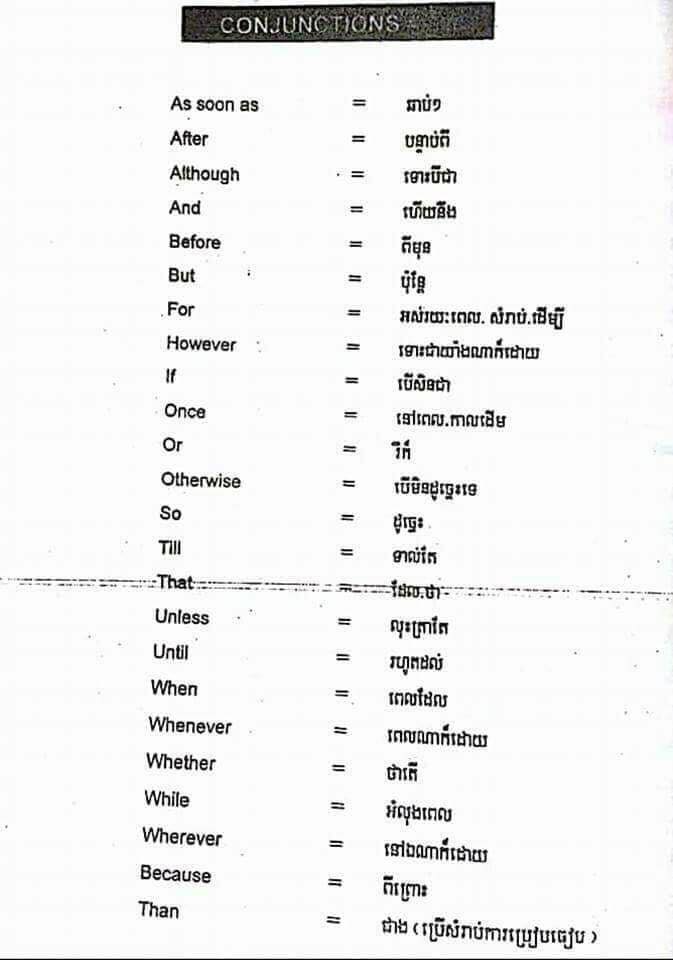 CONJUNCTIONS
As soon as = ឆាប់ៗ
After = បន្ទាប់ពី
Although = ទោះបីជា
And = ហើយនឹង
Before = ពីមុន
But = ប៉ុន្តែ
For = អស់រយៈពេល. សំរាប់.ដើម្បី
However = ទោះជាយ៉ាងណាក៏ដោយ
If = បើសិនជា
Once = នៅពេល.កាលដើម
Or = រឺក៏
Otherwise = បើមិនដូច្នេះទេ
So = ដូច្នេះ
Till = ទាល់តែ
That = ដែល.ថា
Unless = លុះត្រាតែ
Until = រហូតដល់
When = ពេលដែល
Whenever = ពេលណាក៏ដោយ
Whether = ថាតើ
While = អំលុងពេល
Wherever = នៅឯណាក៏ដោយ
Because = ពីព្រោះ
Than = ជាង (ប្រើសំរាប់ការប្រៀបធៀប)